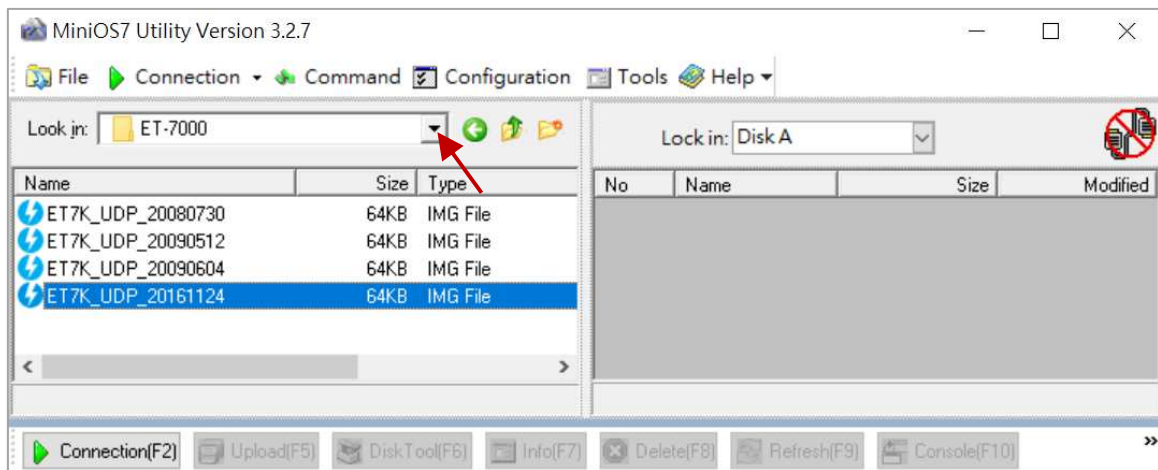 MiniOS7 Utility Version 3.2.7
File Connection Command Configuration Tools Help
Look in: ET-7000
Lock in: Disk A
Name Size Type
No Name Size Modified
ET7K_UDP_20080730 64KB IMG File
ET7K_UDP_20090512 64KB IMG File
ET7K_UDP_20090604 64KB IMG File
ET7K_UDP_20161124 64KB IMG File
Connection(F2) Upload(F5) DiskTool(F6) Info(F7) Delete(F8) Refresh(F9) Console(F10) »